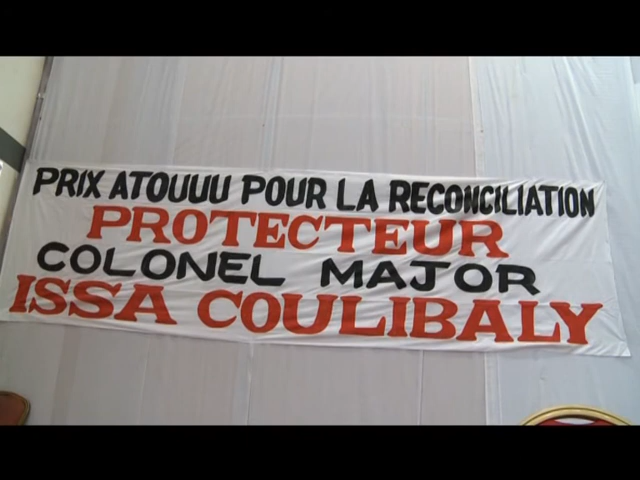 PRIX ATOUUU POUR LA RECONCILIATION
PROTECTEUR
COLONEL MAJOR
ISSA COULIBALY